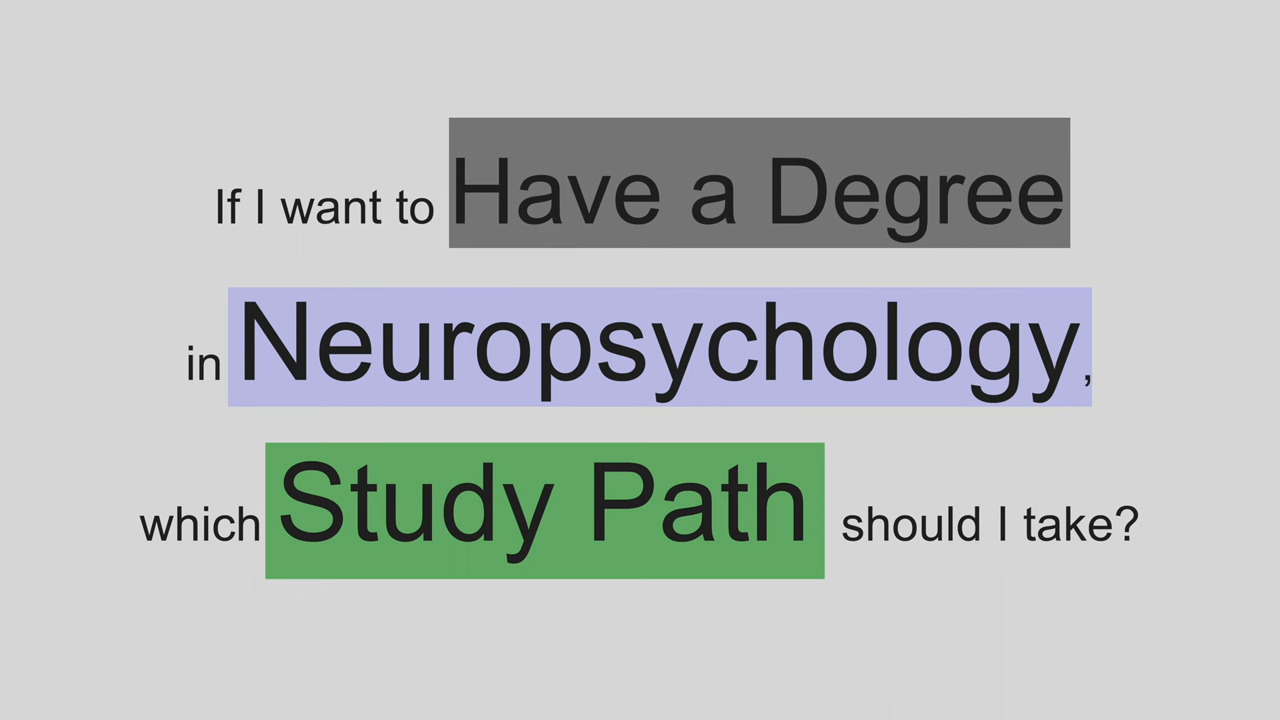 If I want to Have a Degree
in Neuropsychology,
which Study Path should I take?